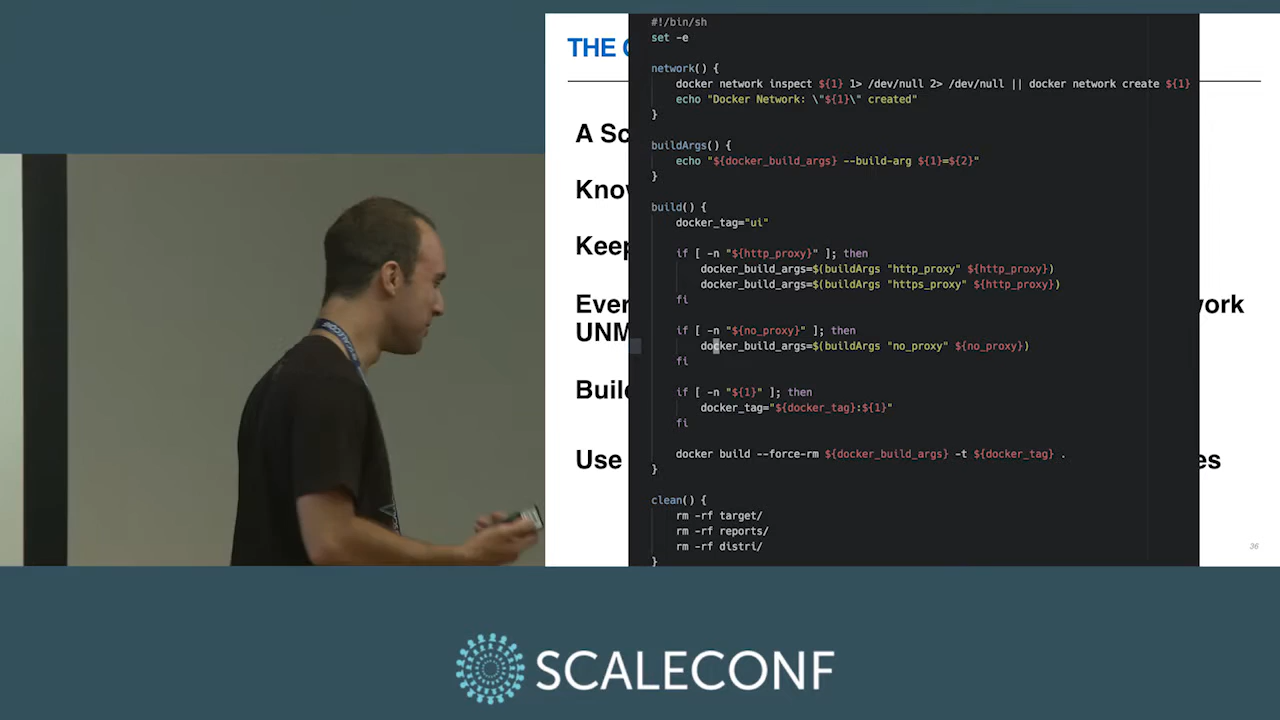 THE
#!/bin/sh
set -e
network() {
docker network inspect ${1} 1> /dev/null 2> /dev/null || docker network create ${1}
echo "Docker Network: \"${1}\" created"
}
buildArgs() {
echo "${docker_build_args} --build-arg ${1}=${2}"
}
build() {
docker_tag="ui"
if [ -n "${http_proxy}" ]; then
docker_build_args=$(buildArgs "http_proxy" ${http_proxy})
docker_build_args=$(buildArgs "https_proxy" ${http_proxy})
fi
if [ -n "${no_proxy}" ]; then
docker_build_args=$(buildArgs "no_proxy" ${no_proxy})
fi
if [ -n "${1}" ]; then
docker_tag="${docker_tag}:${1}"
fi
docker build --force-rm ${docker_build_args} -t ${docker_tag} .
}
clean() {
rm -rf target/
rm -rf reports/
rm -rf distri/
}
A Sc
Kno
Keep
Ever
work
UNM
Buil
Use
es
36
SCALECONF